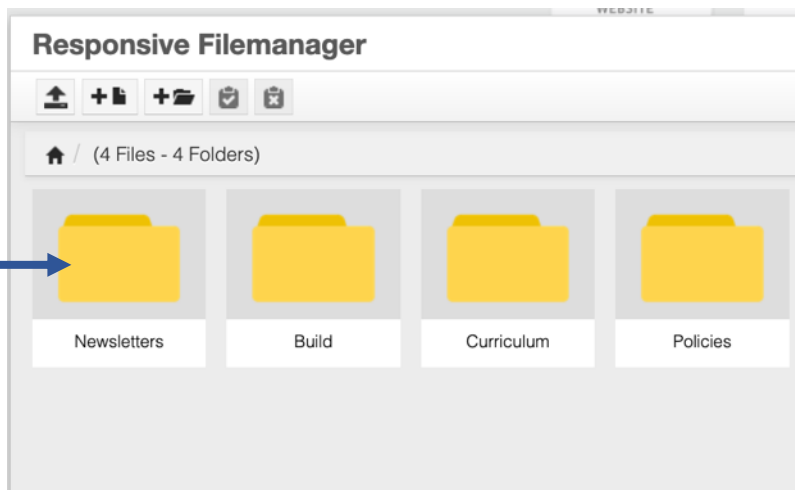 WEBSITE
Responsive Filemanager
/ (4 Files - 4 Folders)
Newsletters Build Curriculum Policies